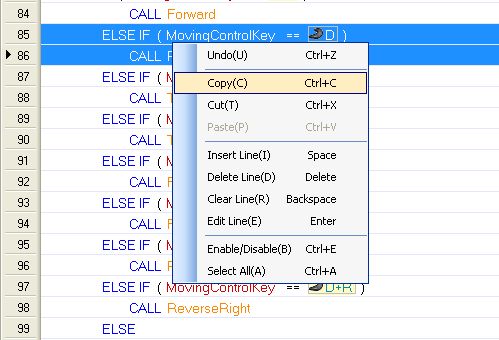 84 CALL Forward
85 ELSE IF ( MovingControlKey == D )
86 CALL
Undo(U) Ctrl+Z
87 ELSE IF (
Copy(C) Ctrl+C
88 CALL
Cut(T) Ctrl+X
89 ELSE IF (
Paste(P) Ctrl+V
90 CALL
91 ELSE IF (
Insert Line(I) Space
92 CALL
Delete Line(D) Delete
93 ELSE IF (
Clear Line(R) Backspace
94 CALL
Edit Line(E) Enter
95 ELSE IF (
Enable/Disable(B) Ctrl+E
96 CALL
Select All(A) Ctrl+A
97 ELSE IF ( MovingControlKey == D+R )
98 CALL ReverseRight
99 ELSE